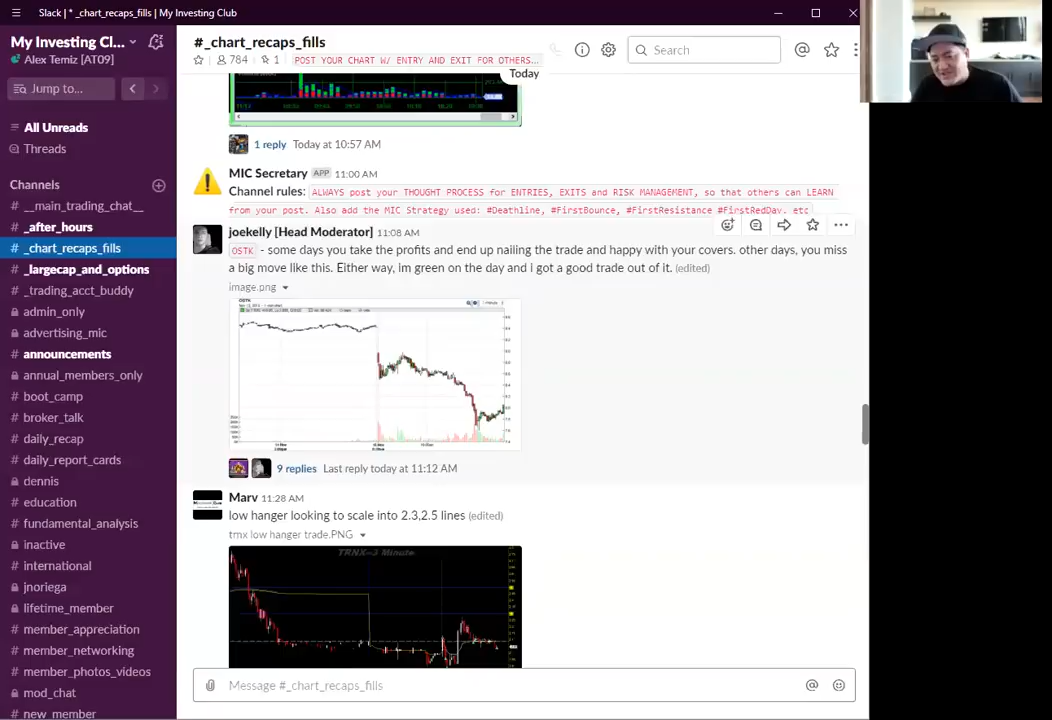 Slack | * _chart_recaps_fills | My Investing Club
My Investing Cl...
Alex Temiz [AT09]
Jump to...
All Unreads
Threads
Channels
# __main_trading_chat__
# _after_hours
# _chart_recaps_fills
# _largecap_and_options
# _trading_acct_buddy
admin_only
advertising_mic
# announcements
annual_members_only
# boot_camp
# broker_talk
# daily_recap
# daily_report_cards
# dennis
# education
# fundamental_analysis
# inactive
# international
# jnoriega
# lifetime_member
# member_appreciation
# member_networking
# member_photos_videos
mod_chat
# new_member
#_chart_recaps_fills
784
1
POST YOUR CHART W/ ENTRY AND EXIT FOR OTHERS...
Search
Today
1 reply Today at 10:57 AM
MIC Secretary APP 11:00 AM
Channel rules: ALWAYS post your THOUGHT PROCESS for ENTRIES, EXITS and RISK MANAGEMENT, so that others can LEARN
from your post. Also add the MIC Strategy used: #Deathline, #FirstBounce, #FirstResistance #FirstRedDay. etc
joekelly [Head Moderator] 11:08 AM
OSTK - some days you take the profits and end up nailing the trade and happy with your covers. other days, you miss
a big move like this. Either way, im green on the day and i got a good trade out of it. (edited)
image.png
OSTK
9 replies Last reply today at 11:12 AM
Marv 11:28 AM
low hanger looking to scale into 2.3,2.5 lines (edited)
tmx low hanger trade.PNG
TRNX-3 Minute
Message #_chart_recaps_fills